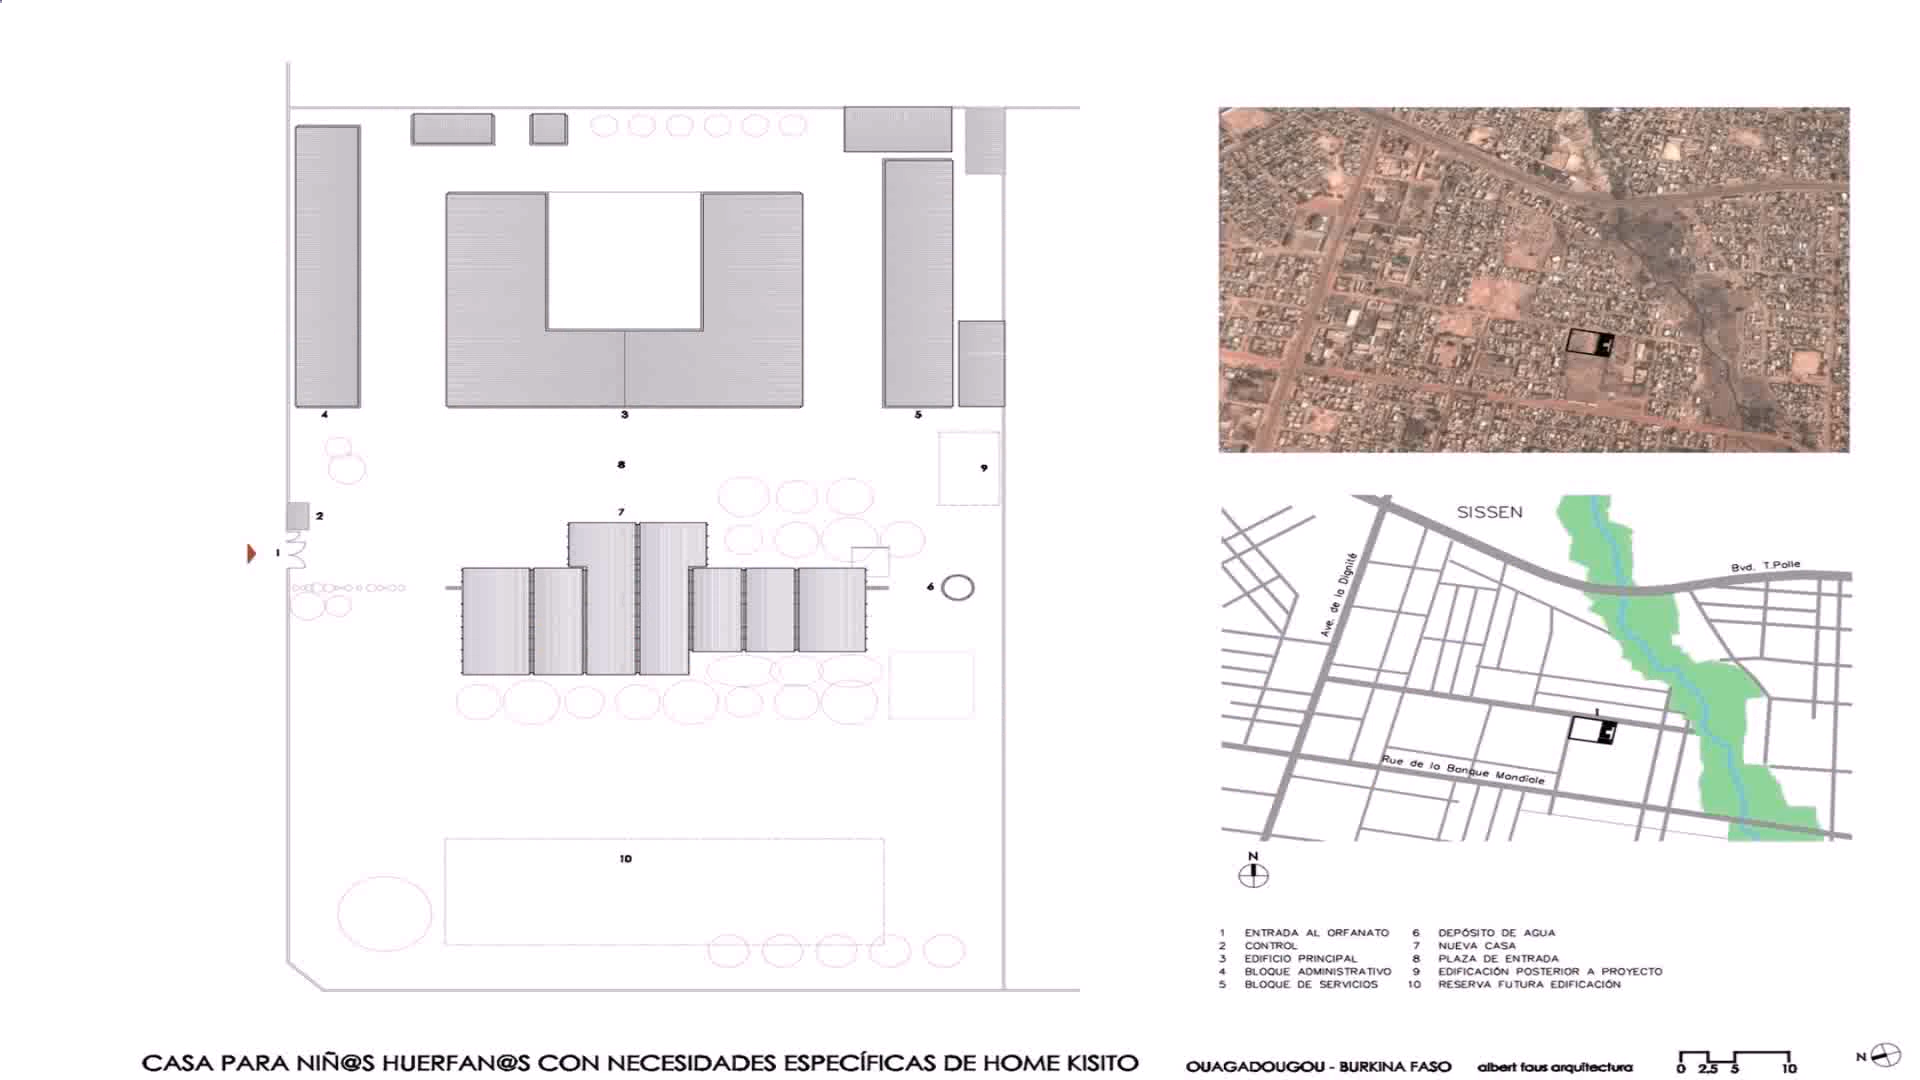 4
3
5
8
9
7
2
1
6
10
SISSEN
Bvd. T.Polle
Ave. de la Dignité
1
Rue de la Banque Mondiale
N
1 ENTRADA AL ORFANATO
2 CONTROL
3 EDIFICIO PRINCIPAL
4 BLOQUE ADMINISTRATIVO
5 BLOQUE DE SERVICIOS
6 DEPÓSITO DE AGUA
7 NUEVA CASA
8 PLAZA DE ENTRADA
9 EDIFICACIÓN POSTERIOR A PROYECTO
10 RESERVA FUTURA EDIFICACIÓN
CASA PARA NIÑ@S HUERFAN@S CON NECESIDADES ESPECÍFICAS DE HOME KISITO
OUAGADOUGOU - BURKINA FASO
albert faus arquitectura
0 2.5 5 10
N